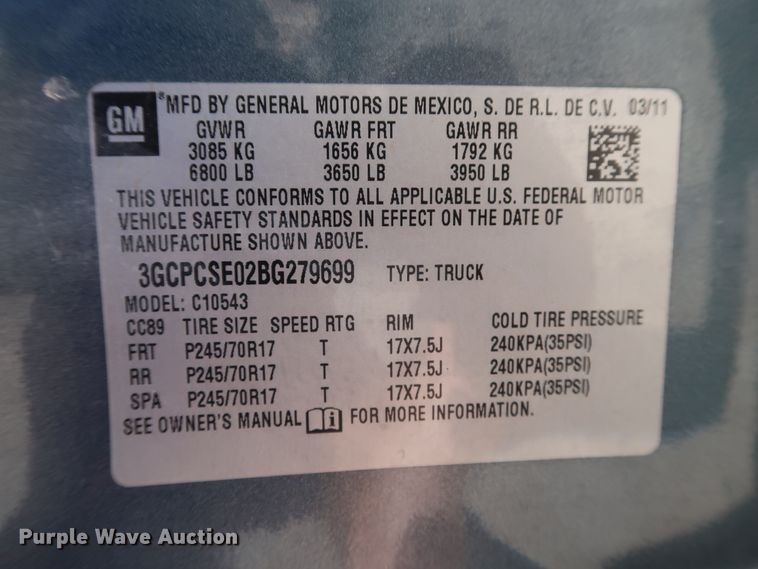 GM
®MFD BY GENERAL MOTORS DE MEXICO, S. DE R.L. DE C.V. 03/11
GVWR GAWR FRT GAWR RR
3085 KG 1656 KG 1792 KG
6800 LB 3650 LB 3950 LB
THIS VEHICLE CONFORMS TO ALL APPLICABLE U.S. FEDERAL MOTOR
VEHICLE SAFETY STANDARDS IN EFFECT ON THE DATE OF
MANUFACTURE SHOWN ABOVE.
3GCPCSE02BG279699 TYPE: TRUCK
MODEL: C10543
CC89 TIRE SIZE SPEED RTG RIM COLD TIRE PRESSURE
FRT P245/70R17 T 17X7.5J 240KPA(35PSI)
RR P245/70R17 T 17X7.5J 240KPA(35PSI)
SPA P245/70R17 T 17X7.5J 240KPA(35PSI)
SEE OWNER'S MANUAL i FOR MORE INFORMATION.
Purple Wave Auction